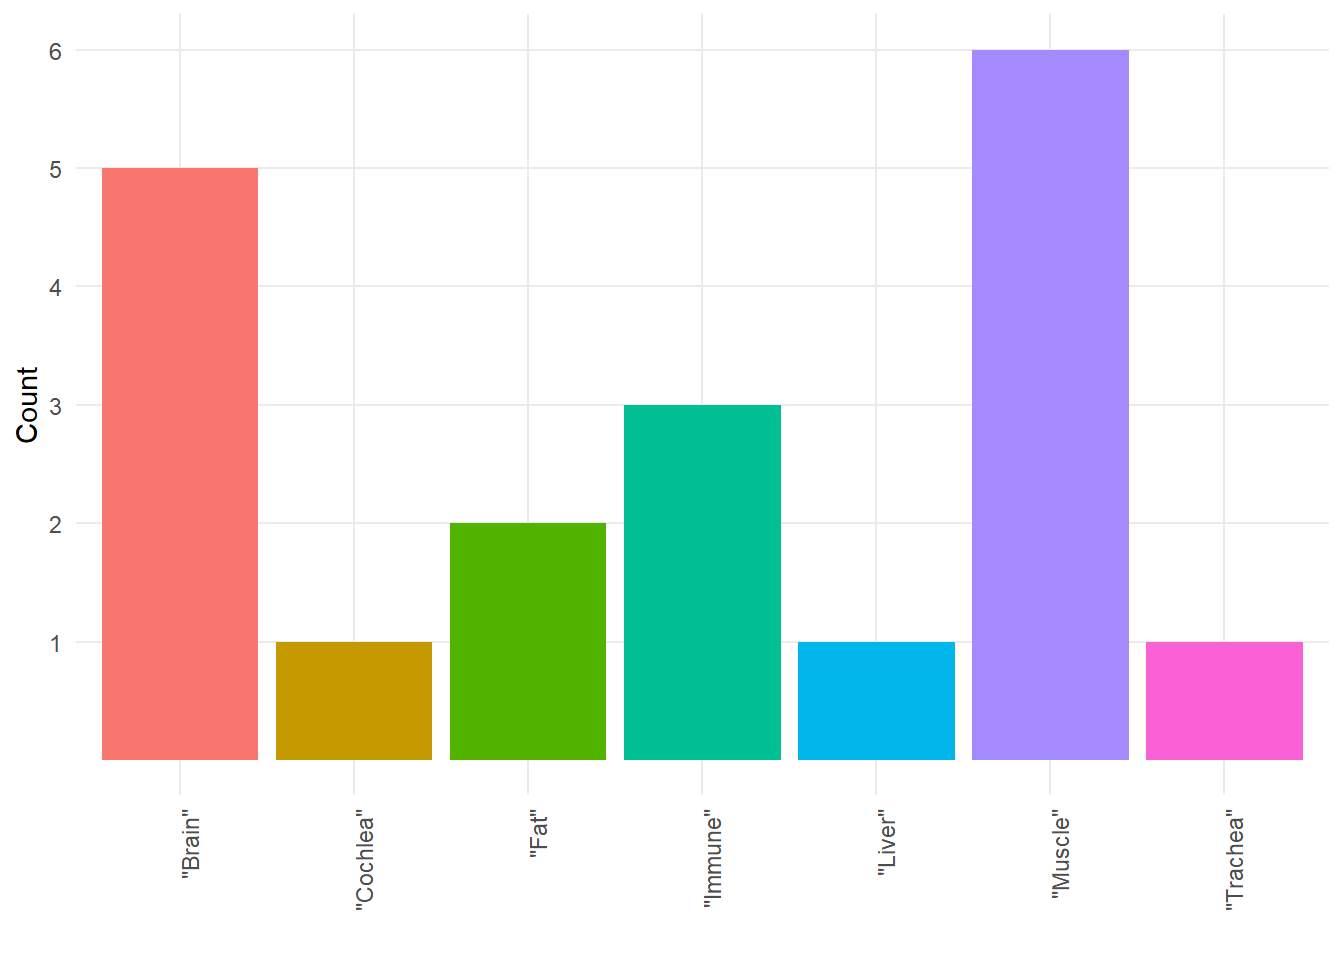 6
5
4
3
2
1
Count
"Brain"
"Cochlea"
"Fat"
"Immune"
"Liver"
"Muscle"
"Trachea"